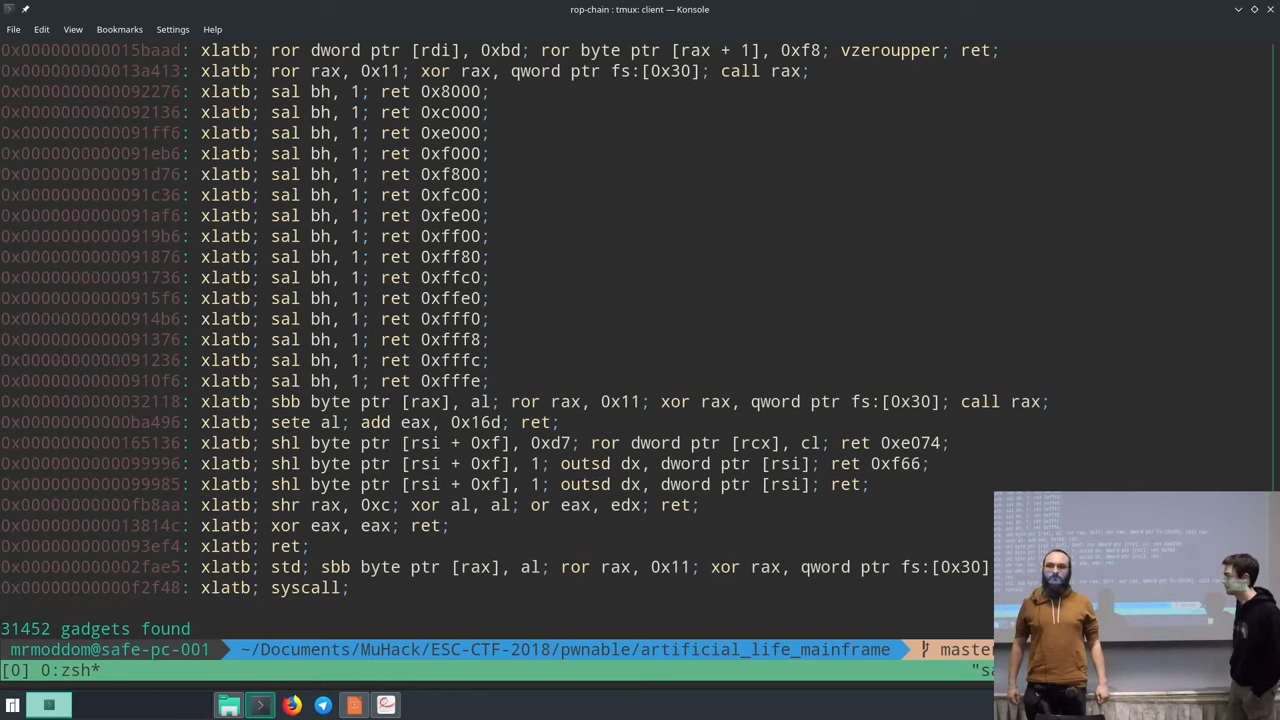 rop-chain : tmux: client — Konsole
File Edit View Bookmarks Settings Help
0x000000000015baad: xlatb; ror dword ptr [rdi], 0xbd; ror byte ptr [rax + 1], 0xf8; vzeroupper; ret;
0x000000000013a413: xlatb; ror rax, 0x11; xor rax, qword ptr fs:[0x30]; call rax;
0x0000000000092276: xlatb; sal bh, 1; ret 0x8000;
0x0000000000092136: xlatb; sal bh, 1; ret 0xc000;
0x0000000000091ff6: xlatb; sal bh, 1; ret 0xe000;
0x0000000000091eb6: xlatb; sal bh, 1; ret 0xf000;
0x0000000000091d76: xlatb; sal bh, 1; ret 0xf800;
0x0000000000091c36: xlatb; sal bh, 1; ret 0xfc00;
0x0000000000091af6: xlatb; sal bh, 1; ret 0xfe00;
0x00000000000919b6: xlatb; sal bh, 1; ret 0xff00;
0x0000000000091876: xlatb; sal bh, 1; ret 0xff80;
0x0000000000091736: xlatb; sal bh, 1; ret 0xffc0;
0x00000000000915f6: xlatb; sal bh, 1; ret 0xffe0;
0x00000000000914b6: xlatb; sal bh, 1; ret 0xfff0;
0x0000000000091376: xlatb; sal bh, 1; ret 0xfff8;
0x0000000000091236: xlatb; sal bh, 1; ret 0xfffc;
0x00000000000910f6: xlatb; sal bh, 1; ret 0xfffe;
0x0000000000032118: xlatb; sbb byte ptr [rax], al; ror rax, 0x11; xor rax, qword ptr fs:[0x30]; call rax;
0x00000000000ba496: xlatb; sete al; add eax, 0x16d; ret;
0x0000000000165136: xlatb; shl byte ptr [rsi + 0xf], 0xd7; ror dword ptr [rcx], cl; ret 0xe074;
0x0000000000099996: xlatb; shl byte ptr [rsi + 0xf], 1; outsd dx, dword ptr [rsi]; ret 0xf66;
0x0000000000099985: xlatb; shl byte ptr [rsi + 0xf], 1; outsd dx, dword ptr [rsi]; ret;
0x00000000000fb8aa: xlatb; shr rax, 0xc; xor al, al; or eax, edx; ret;
0x000000000013814c: xlatb; xor eax, eax; ret;
0x0000000000093ef4: xlatb; ret;
0x000000000002fae5: xlatb; std; sbb byte ptr [rax], al; ror rax, 0x11; xor rax, qword ptr fs:[0x30]
0x00000000000f2f48: xlatb; syscall;
31452 gadgets found
mrmoddom@safe-pc-001 ~/Documents/MuHack/ESC-CTF-2018/pwnable/artificial_life_mainframe master
[0] 0:zsh* "sa